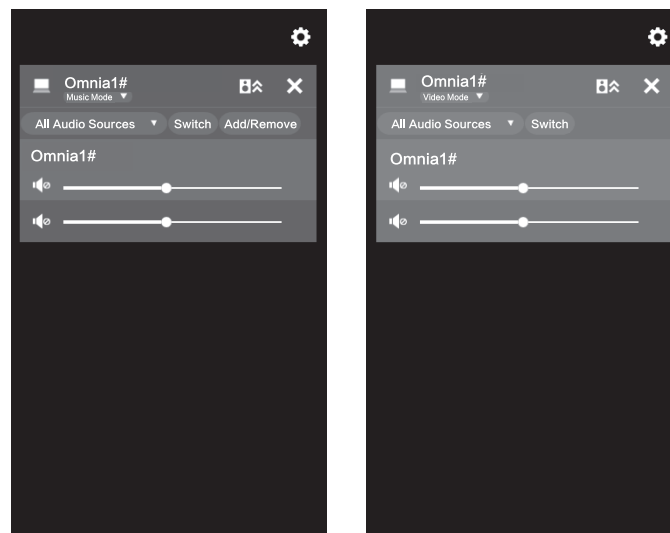 Omnia1#
Music Mode ▼
All Audio Sources ▼ Switch Add/Remove
Omnia1#
Omnia1#
Video Mode ▼
All Audio Sources ▼ Switch
Omnia1#